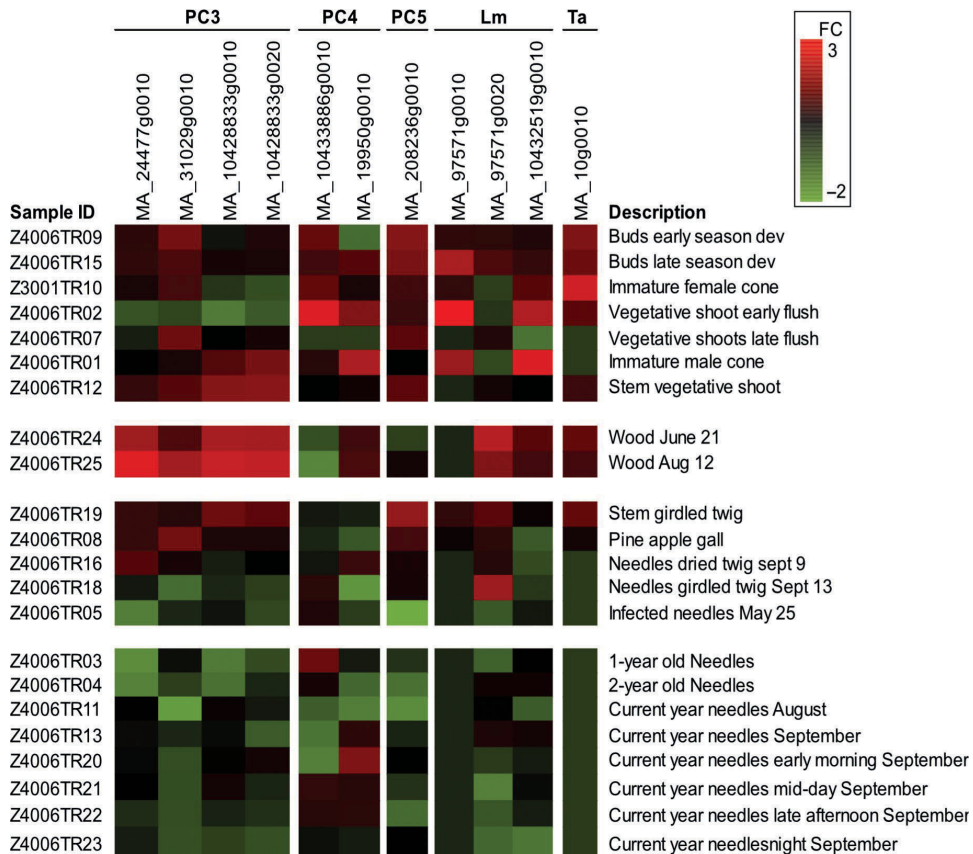 PC3 PC4 PC5 Lm Ta
FC
3
−2
MA_24477g0010
MA_31029g0010
MA_10428833g0010
MA_10428833g0020
MA_10433886g0010
MA_19950g0010
MA_208236g0010
MA_97571g0010
MA_97571g0020
MA_10432519g0010
MA_10g0010
Sample ID Description
Z4006TR09 Buds early season dev
Z4006TR15 Buds late season dev
Z3001TR10 Immature female cone
Z4006TR02 Vegetative shoot early flush
Z4006TR07 Vegetative shoots late flush
Z4006TR01 Immature male cone
Z4006TR12 Stem vegetative shoot
Z4006TR24 Wood June 21
Z4006TR25 Wood Aug 12
Z4006TR19 Stem girdled twig
Z4006TR08 Pine apple gall
Z4006TR16 Needles dried twig sept 9
Z4006TR18 Needles girdled twig Sept 13
Z4006TR05 Infected needles May 25
Z4006TR03 1-year old Needles
Z4006TR04 2-year old Needles
Z4006TR11 Current year needles August
Z4006TR13 Current year needles September
Z4006TR20 Current year needles early morning September
Z4006TR21 Current year needles mid-day September
Z4006TR22 Current year needles late afternoon September
Z4006TR23 Current year needlesnight September